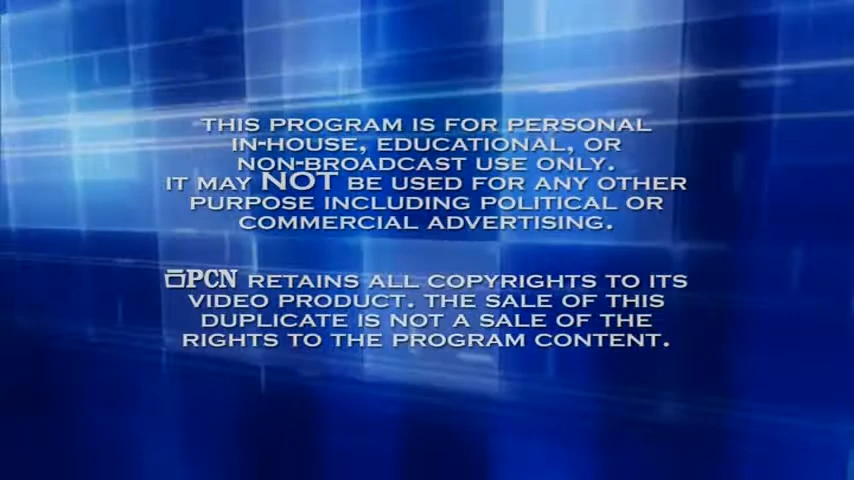 THIS PROGRAM IS FOR PERSONAL
IN-HOUSE, EDUCATIONAL, OR
NON-BROADCAST USE ONLY.
IT MAY NOT BE USED FOR ANY OTHER
PURPOSE INCLUDING POLITICAL OR
COMMERCIAL ADVERTISING.
PCN RETAINS ALL COPYRIGHTS TO ITS
VIDEO PRODUCT. THE SALE OF THIS
DUPLICATE IS NOT A SALE OF THE
RIGHTS TO THE PROGRAM CONTENT.